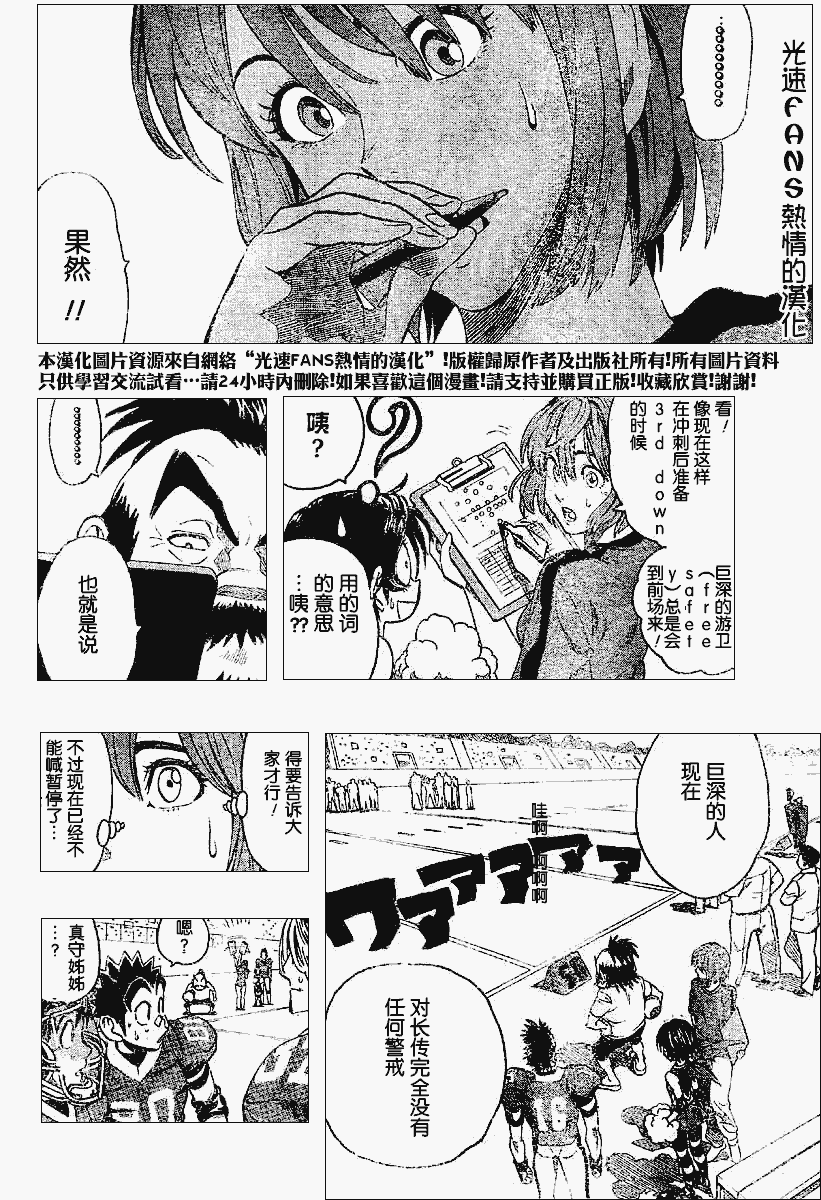 ………
光速FANS熱情的漢化
果然!!
本漢化圖片資源來自網絡“光速FANS熱情的漢化”!版權歸原作者及出版社所有!所有圖片資料
只供學習交流試看…請24小時內刪除!如果喜歡這個漫畫!請支持並購買正版!收藏欣賞!謝謝!
看!
像现在这样
在冲刺后准备
3rd down
的时候
巨深的游卫
(free
safet
y)总是会
到前场来!
咦?
用的词
的意思
…咦??
………
也就是
说
巨深的人
现在
哇啊啊啊啊
ワアアアアア
对长传完全没有
任何警戒
得要告诉大
家才行!
不过现在已经不
能喊暂停了…
嗯?
真守姊姊
…?
80
16